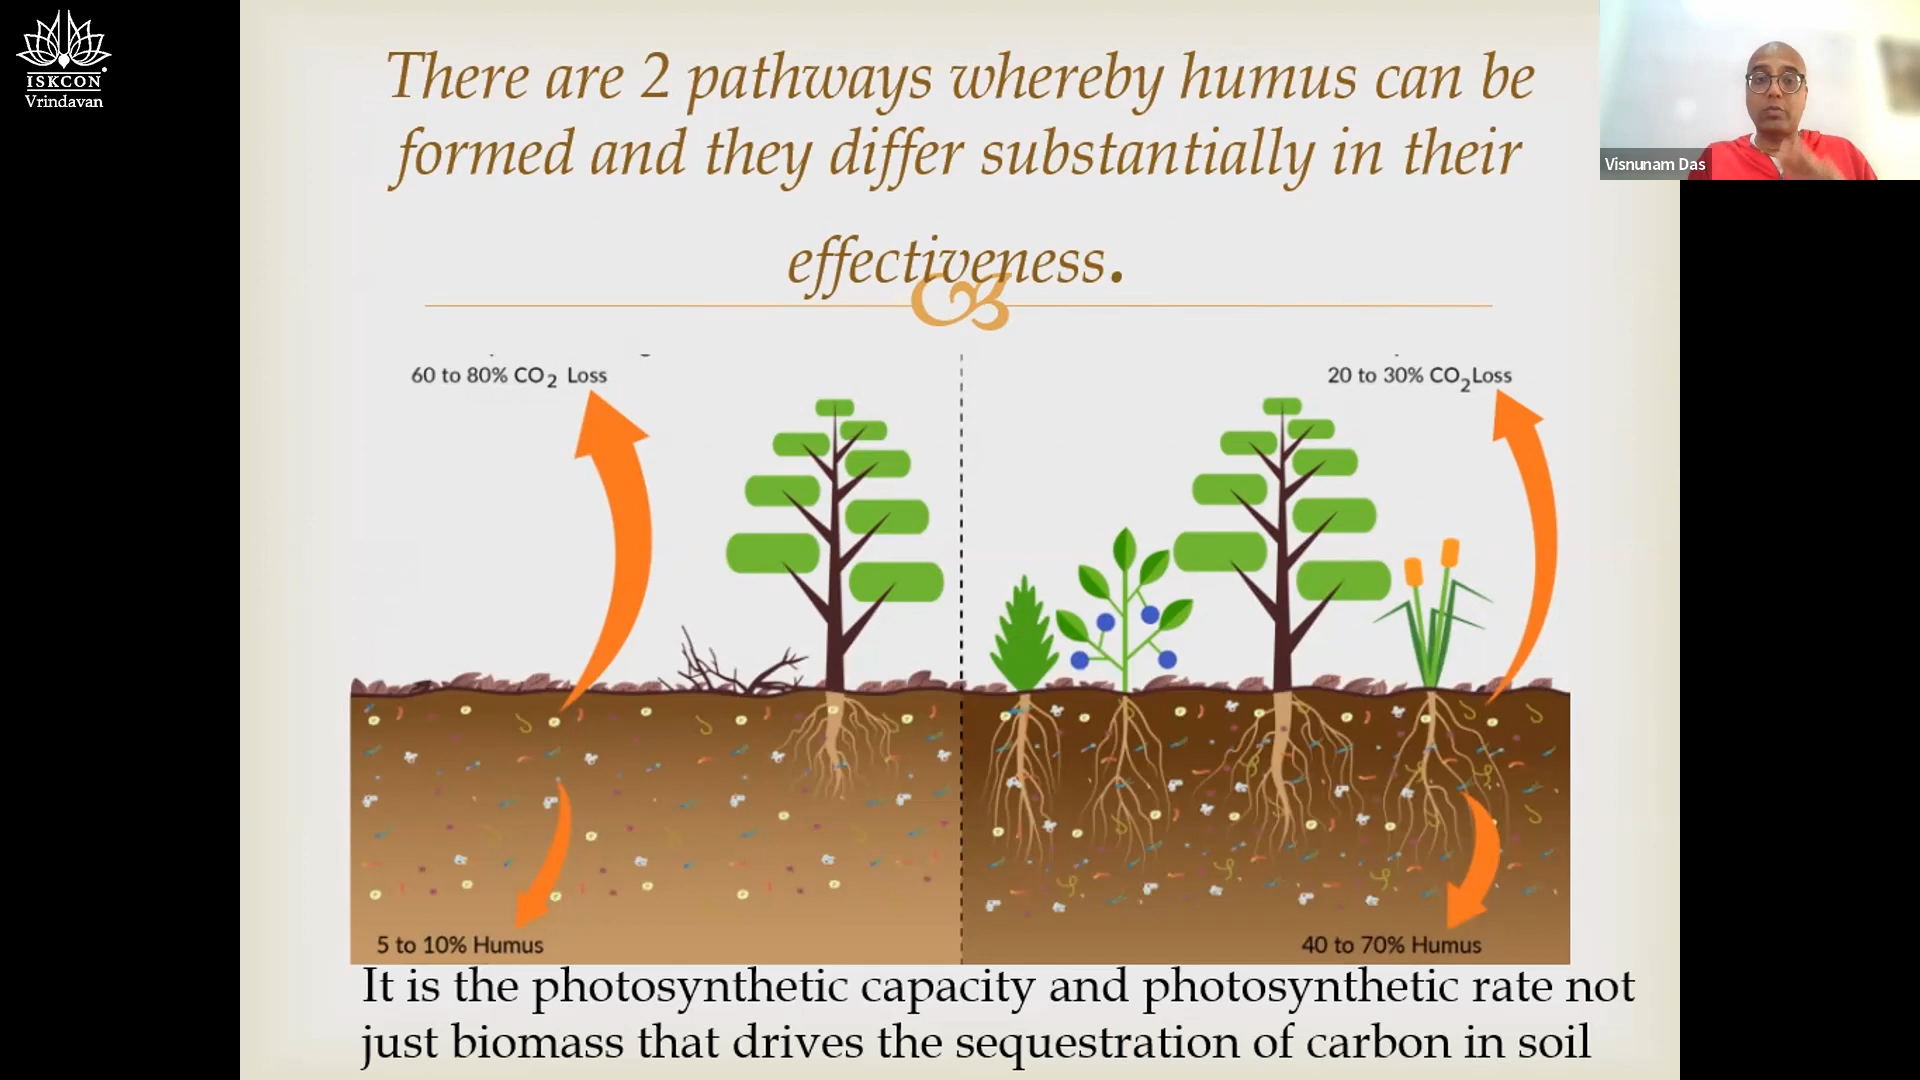 ISKCON
Vrindavan
There are 2 pathways whereby humus can be
formed and they differ substantially in their
effectiveness.
Visnunam Das
60 to 80% CO2 Loss
20 to 30% CO2 Loss
5 to 10% Humus
40 to 70% Humus
It is the photosynthetic capacity and photosynthetic rate not
just biomass that drives the sequestration of carbon in soil